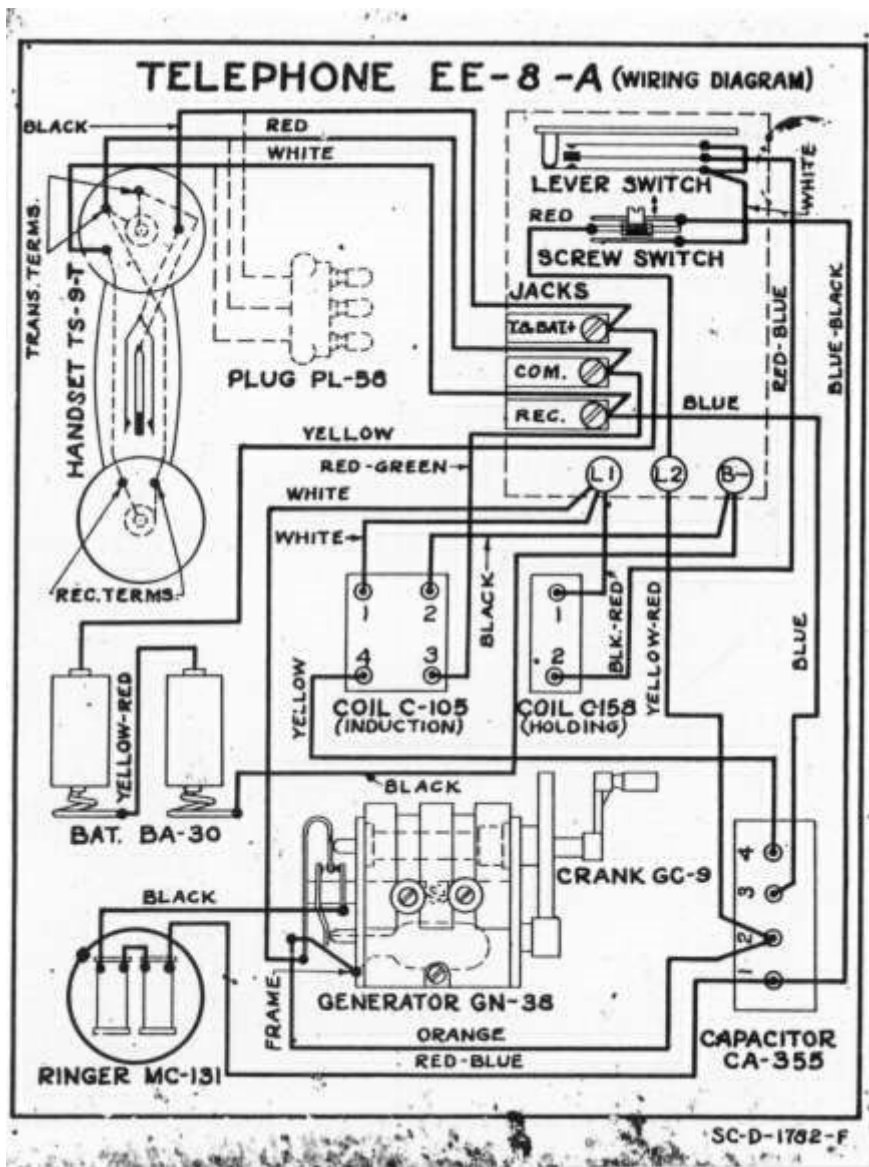 TELEPHONE EE-8-A (WIRING DIAGRAM)
BLACK
RED
WHITE
LEVER SWITCH
WHITE
RED
SCREW SWITCH
TRANS. TERMS.
HANDSET TS-9-T
JACKS
T.& BAT.+
COM.
REC.
PLUG PL-58
RED-BLUE
BLUE-BLACK
BLUE
YELLOW
RED-GREEN
WHITE
L1
L2
B-
WHITE
BLACK
REC. TERMS.
1
2
4
3
COIL C-105
(INDUCTION)
1
2
COIL C-158
(HOLDING)
BLK.-RED
YELLOW-RED
BLUE
YELLOW
YELLOW-RED
BLACK
BAT. BA-30
CRANK GC-9
4
3
2
1
BLACK
FRAME
GENERATOR GN-38
ORANGE
RED-BLUE
RINGER MC-131
CAPACITOR
CA-355
SC-D-1782-F